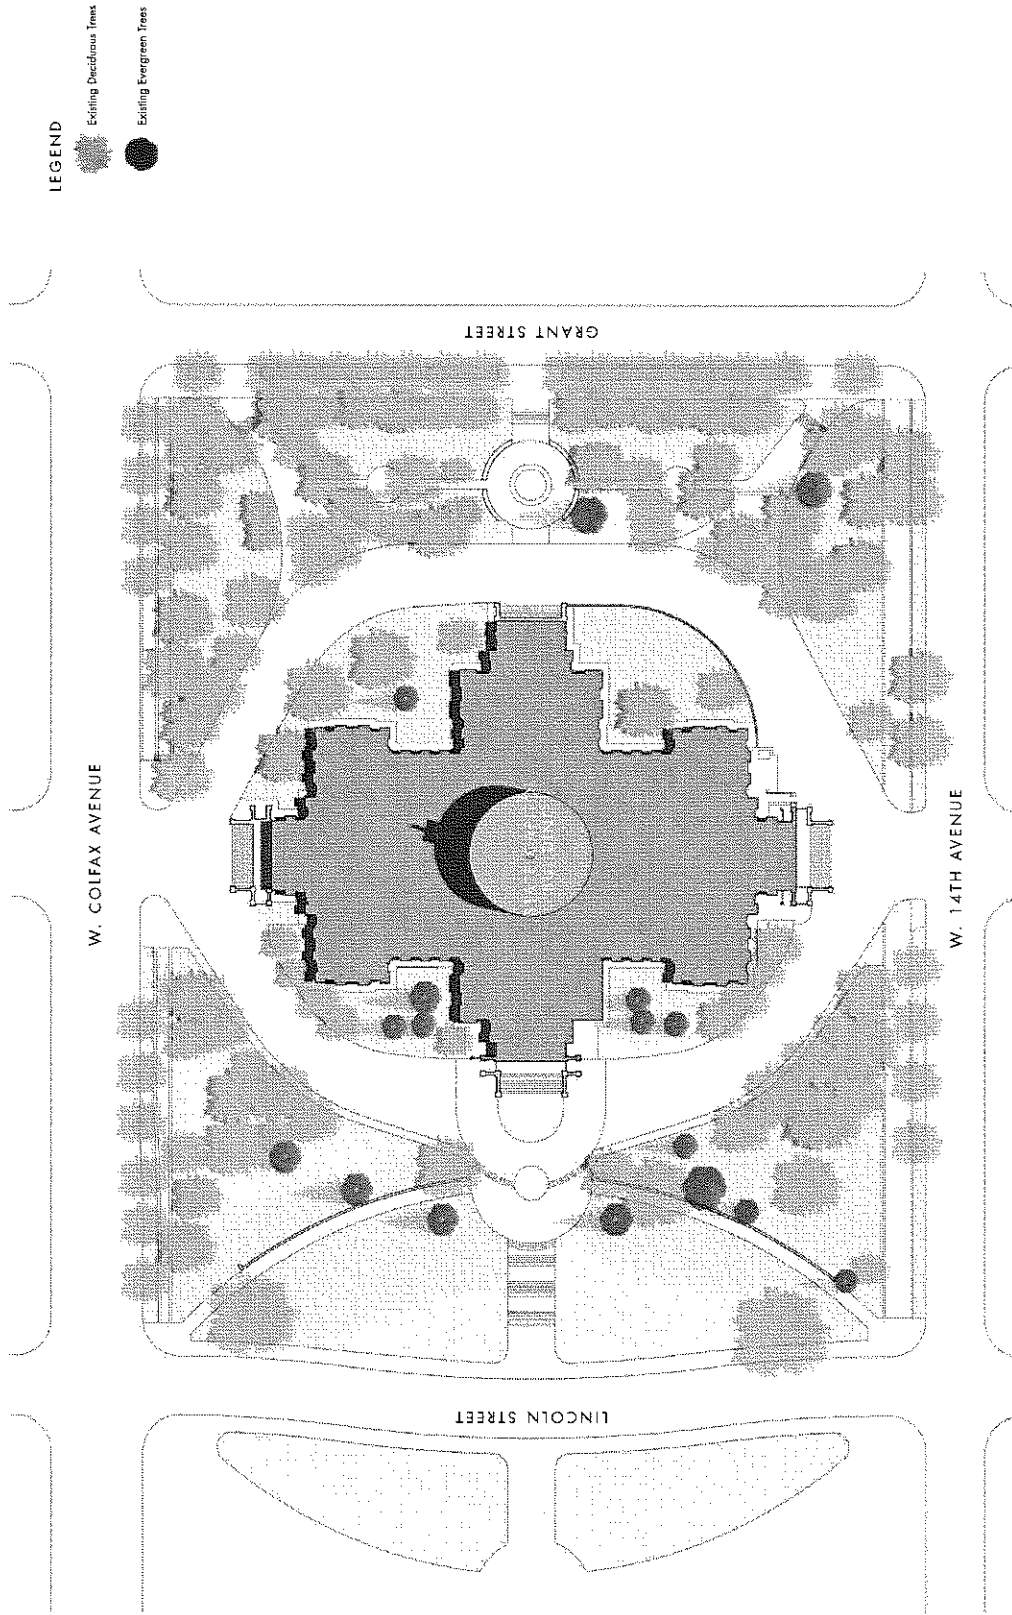 LEGEND
Existing Deciduous Trees
Existing Evergreen Trees
GRANT STREET
W. COLFAX AVENUE
W. 14TH AVENUE
LINCOLN STREET